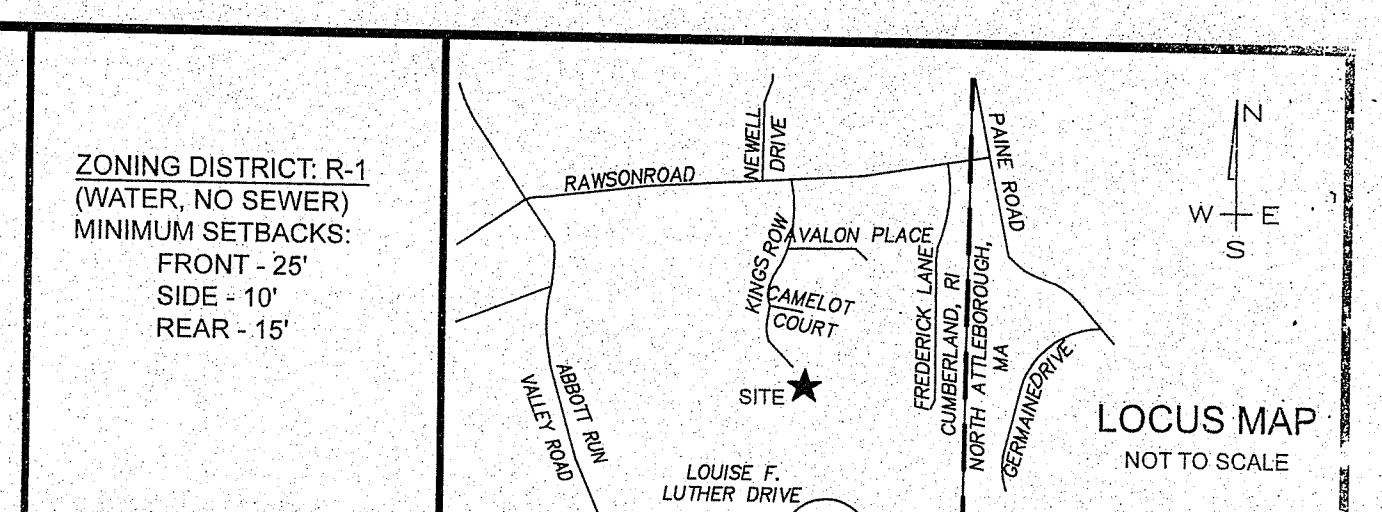 ZONING DISTRICT: R-1
(WATER, NO SEWER)
MINIMUM SETBACKS:
FRONT - 25'
SIDE - 10'
REAR - 15'
NEWELL
DRIVE
RAWSONROAD
PAINE ROAD
KINGS ROW
AVALON PLACE
CAMELOT
COURT
FREDERICK LANE
CUMBERLAND, RI
NORTH ATTLEBOROUGH,
MA
GERMAINEDRIVE
SITE
ABBOTT RUN
VALLEY ROAD
LOUISE F.
LUTHER DRIVE
N
W E
S
LOCUS MAP
NOT TO SCALE